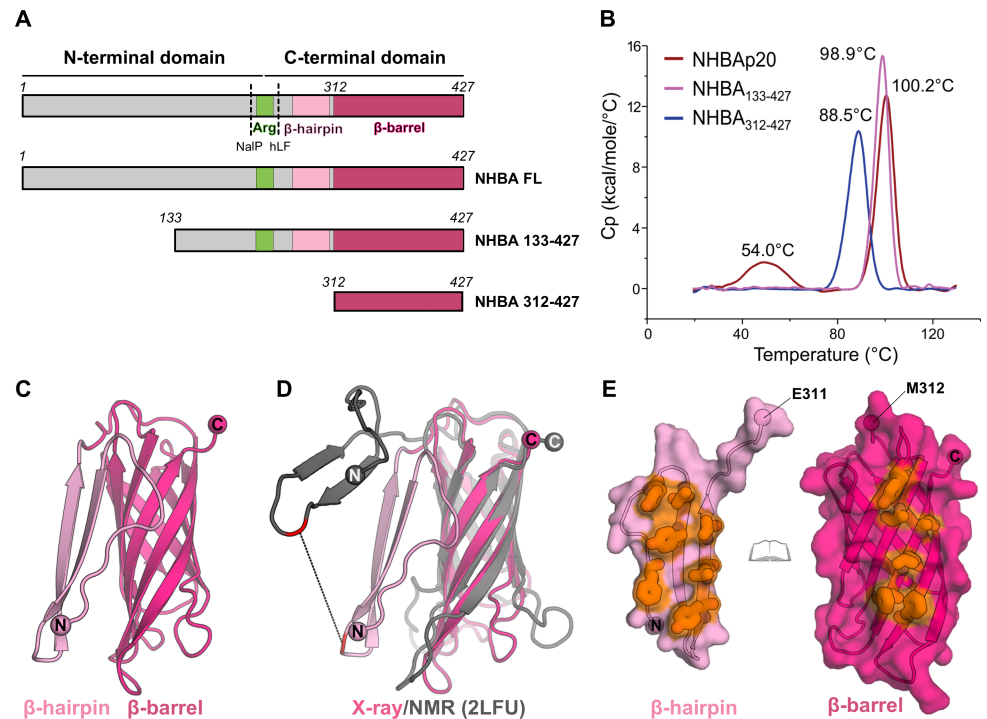 A
N-terminal domain C-terminal domain
1 312 427
Arg β-hairpin β-barrel
NalP hLF
1 427
NHBA FL
133 427
NHBA 133-427
312 427
NHBA 312-427
B
16
12
8
4
0
Cp (kcal/mole/°C)
NHBAp20
NHBA133-427
NHBA312-427
98.9°C
100.2°C
88.5°C
54.0°C
0 40 80 120
Temperature (°C)
C
C
N
β-hairpin β-barrel
D
N
C C
N
X-ray/NMR (2LFU)
E
E311
M312
C
N
β-hairpin β-barrel